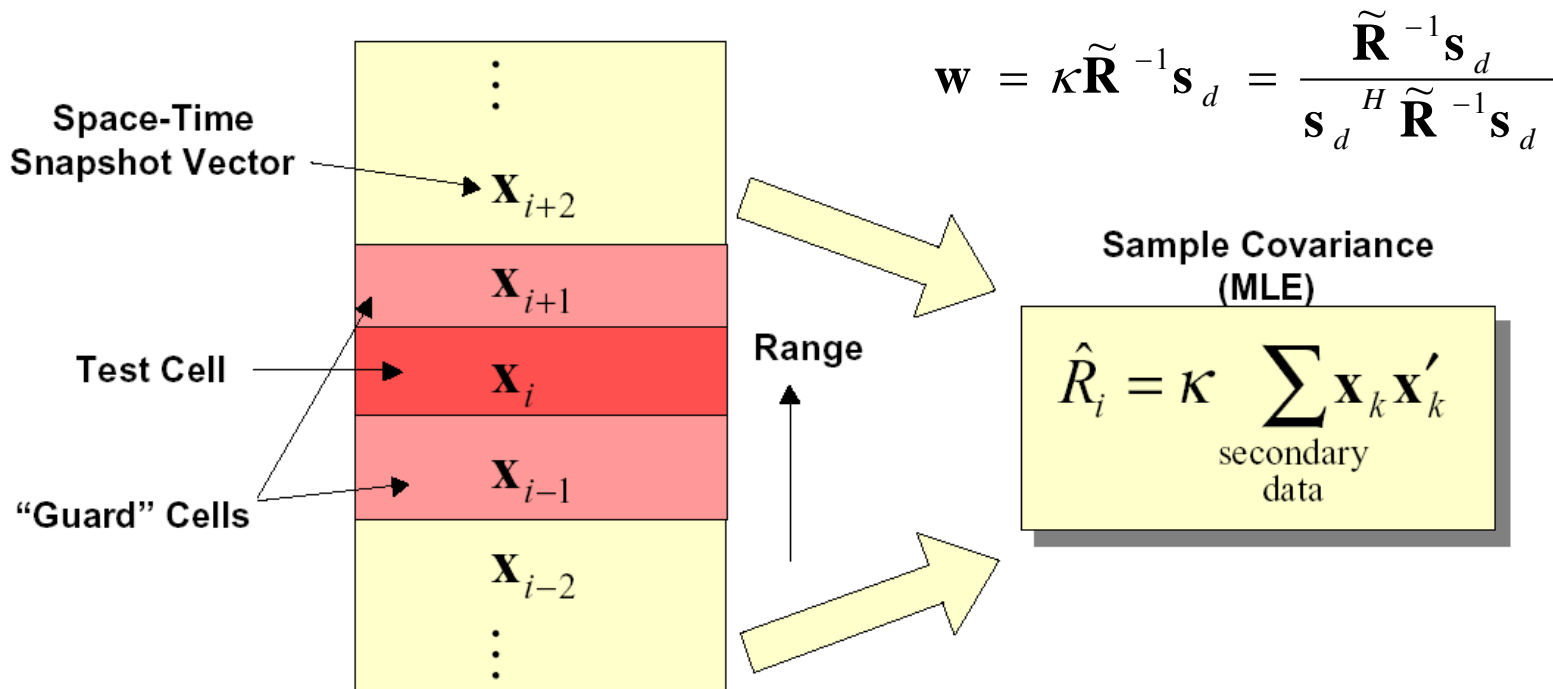 w = κR̃ ⁻¹s_d = R̃ ⁻¹s_d / s_d ᴴ R̃ ⁻¹s_d
Space-Time
Snapshot Vector
⋮
x_{i+2}
x_{i+1}
Test Cell
x_i
"Guard" Cells
x_{i−1}
x_{i−2}
⋮
Range
Sample Covariance
(MLE)
R̂_i = κ ∑ x_k x′_k
secondary
data